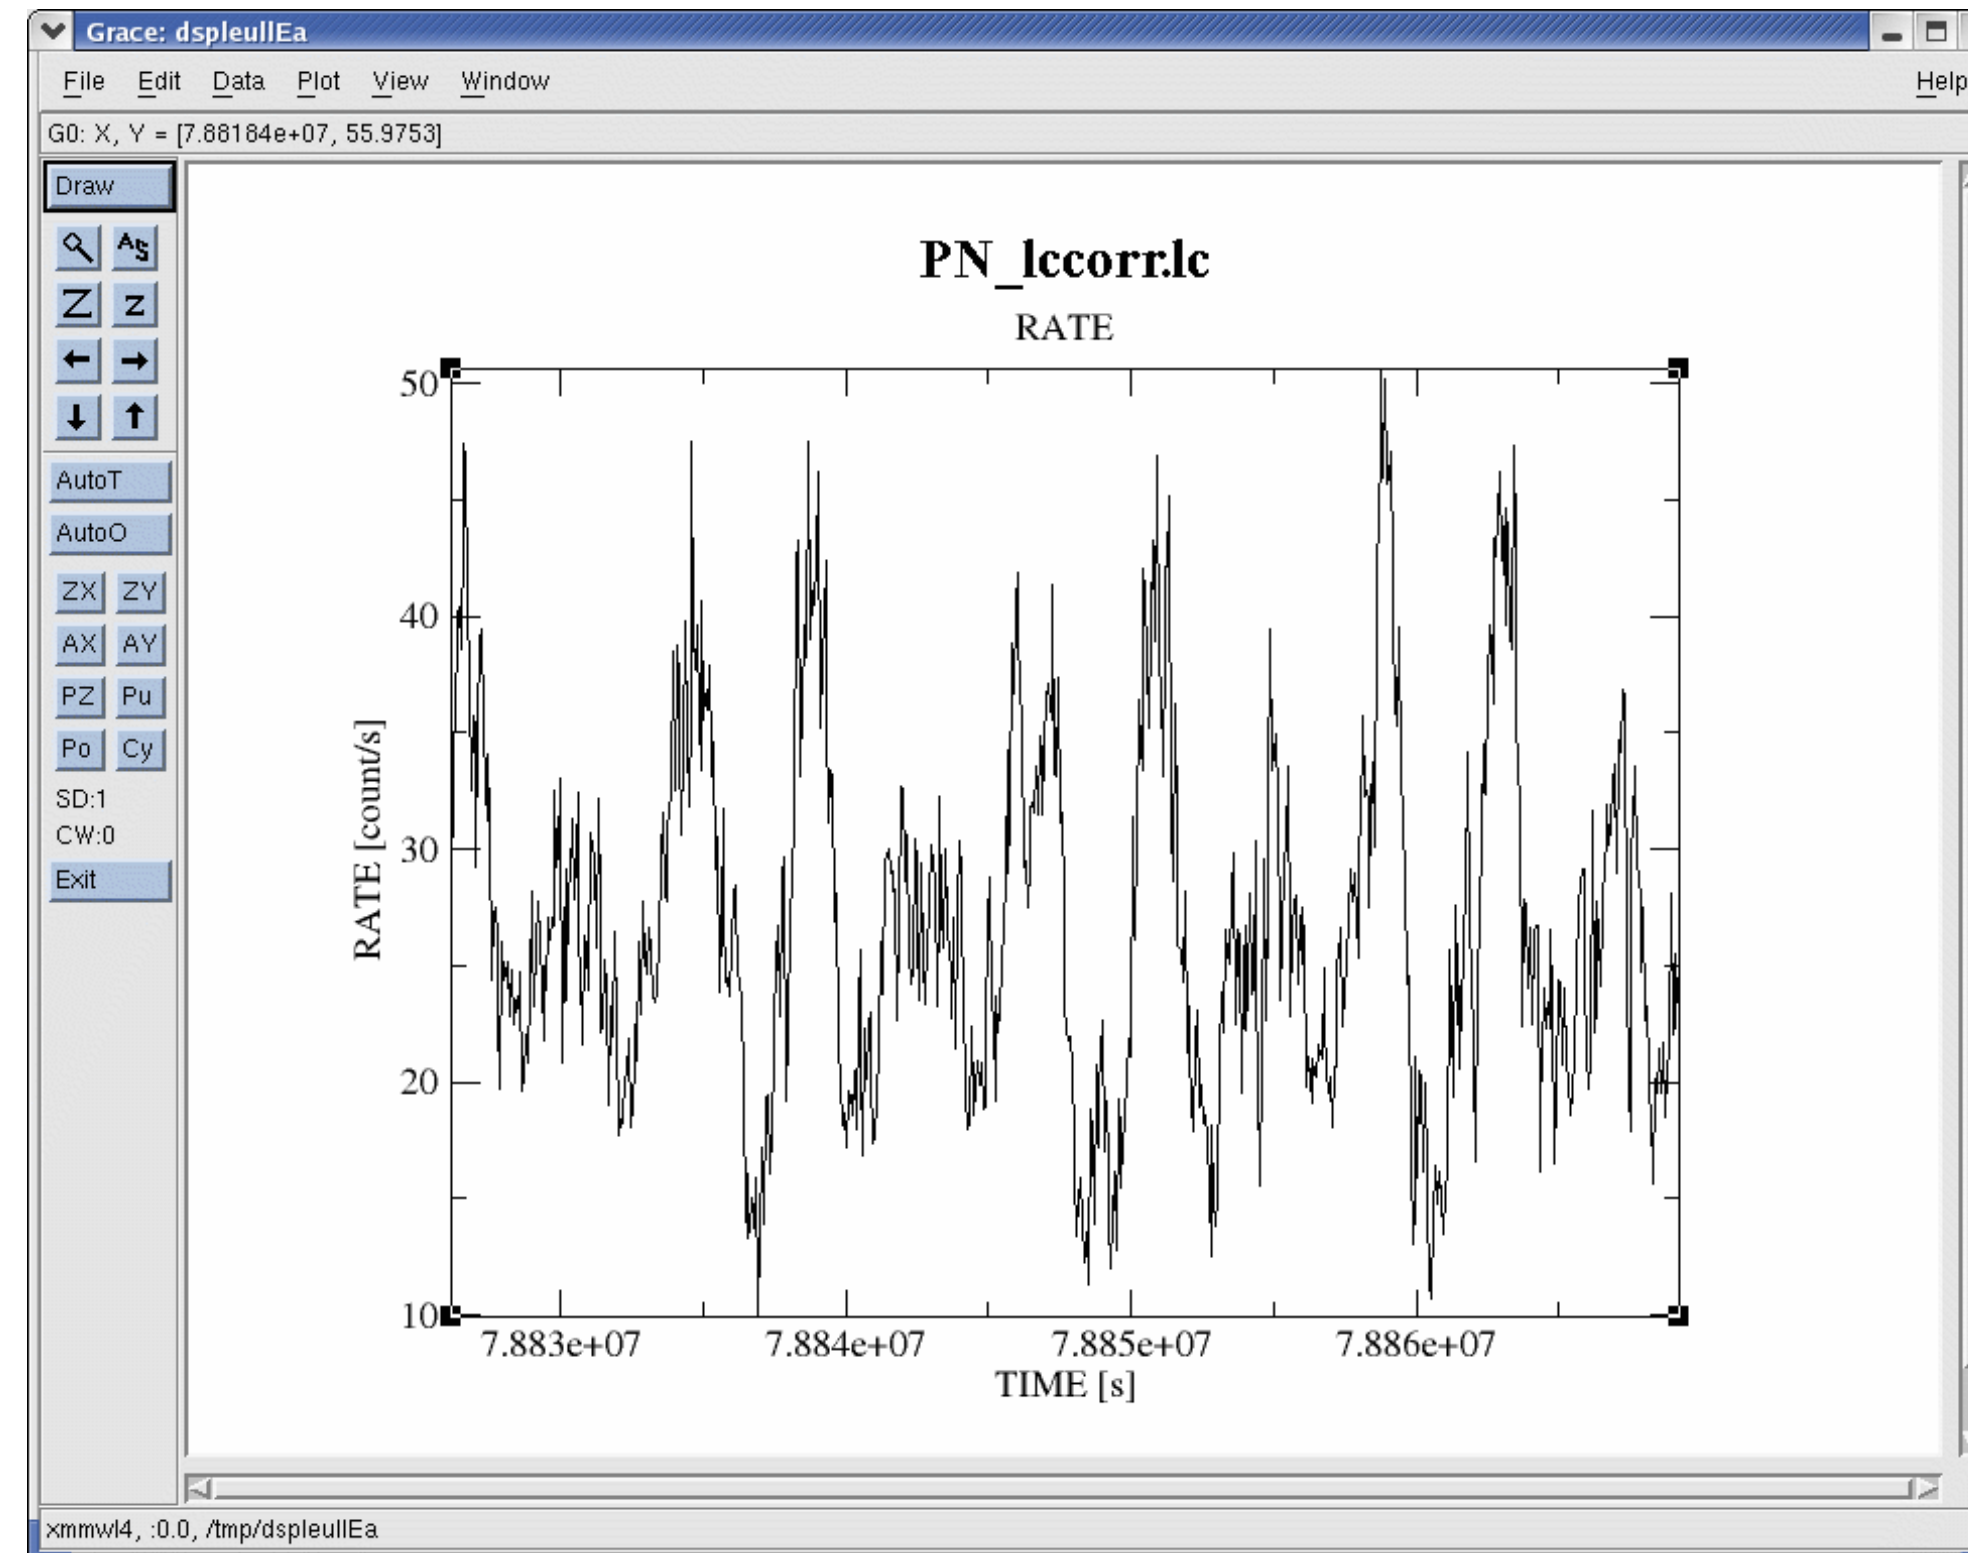 Grace: dspleullEa
File Edit Data Plot View Window Help
G0: X, Y = [7.88184e+07, 55.9753]
Draw
AS
Z z
AutoT
AutoO
ZX ZY
AX AY
PZ Pu
Po Cy
SD:1
CW:0
Exit
PN_lccorr.lc
RATE
50
40
30
20
10
RATE [count/s]
7.883e+07 7.884e+07 7.885e+07 7.886e+07
TIME [s]
xmmwl4, :0.0, /tmp/dspleullEa